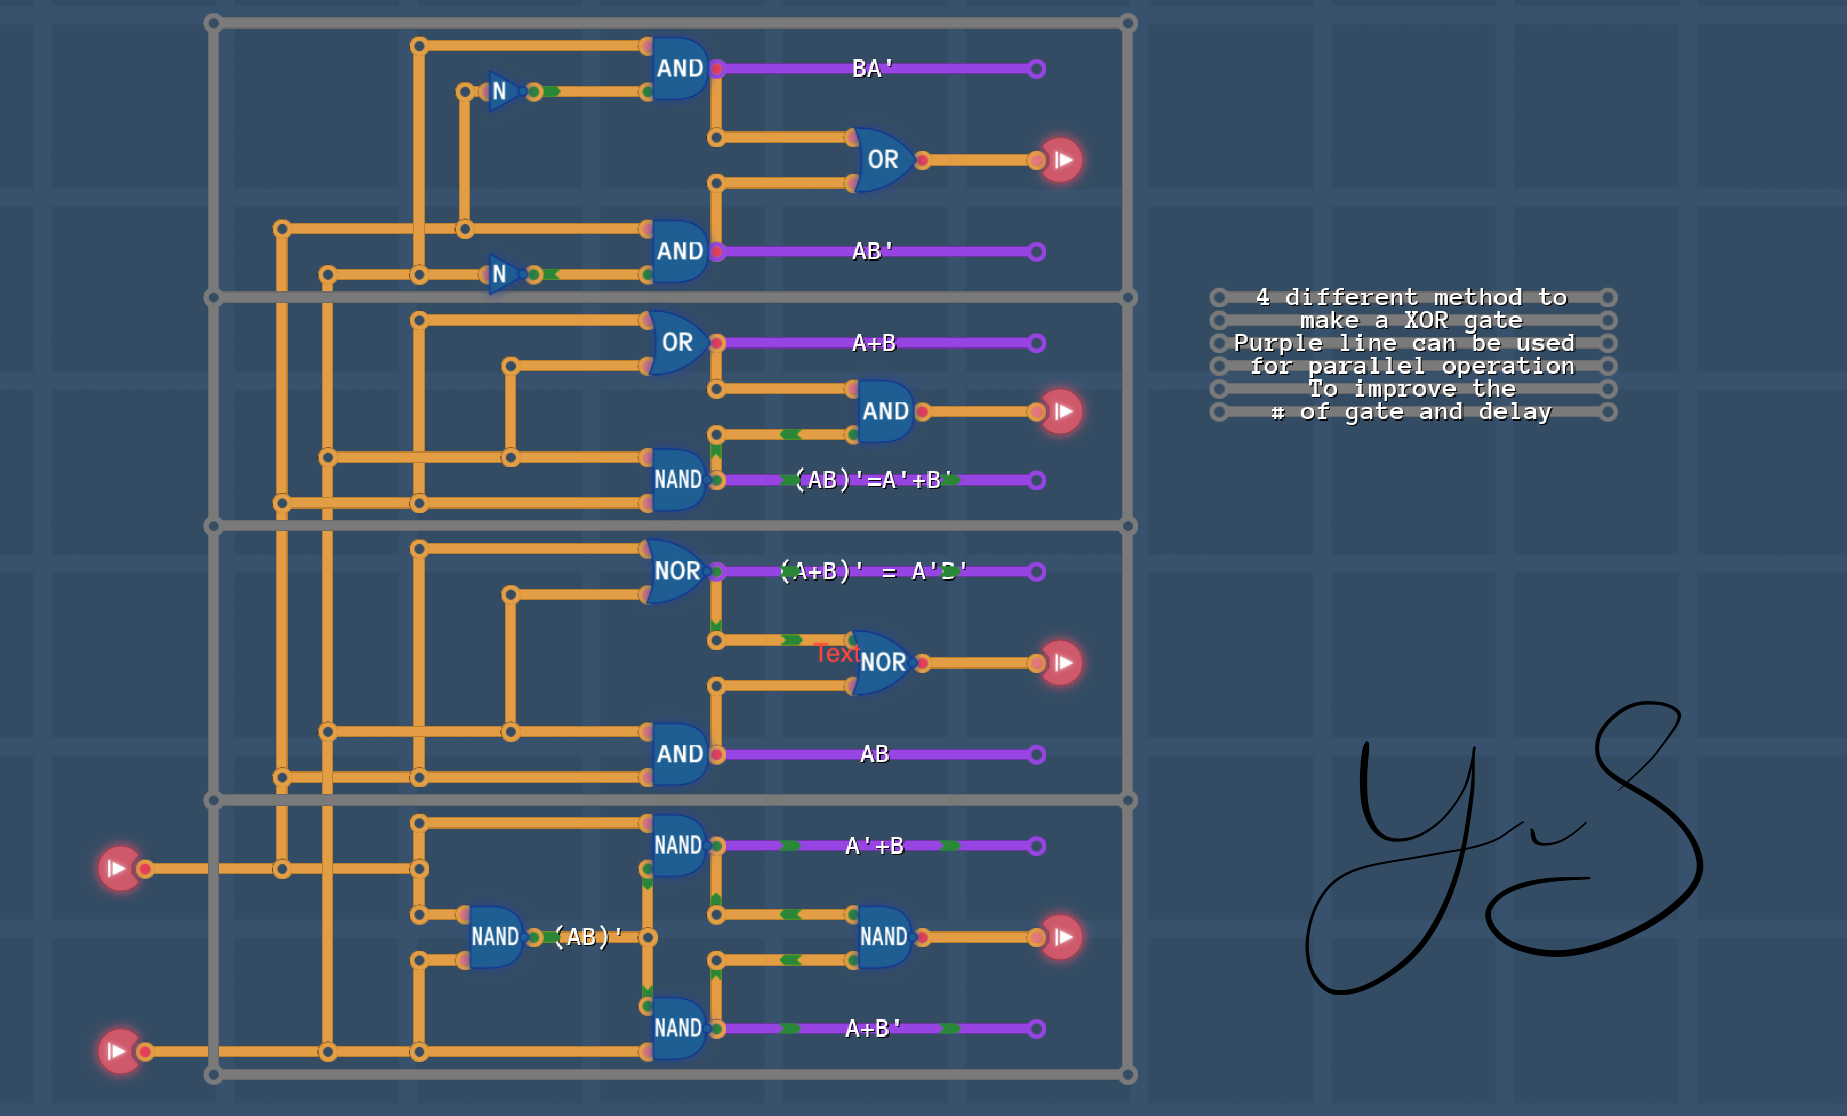 AND
BA'
N
OR
AND
AB'
N
OR
A+B
AND
NAND
(AB)'=A'+B'
NOR
(A+B)' = A'B'
Text
NOR
AND
AB
NAND
A'+B
NAND
(AB)'
NAND
NAND
A+B'
4 different method to
make a XOR gate
Purple line can be used
for parallel operation
To improve the
# of gate and delay